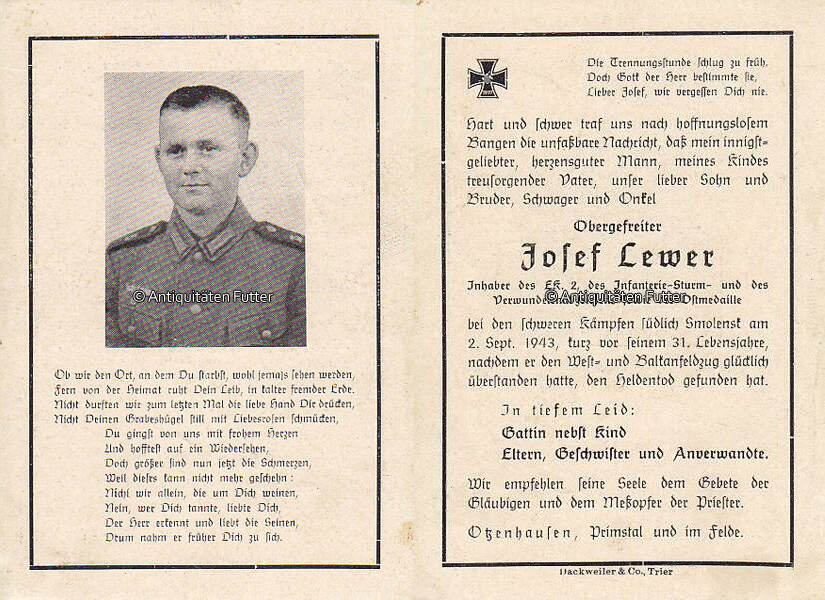 Ob wir den Ort, an dem Du starbst, wohl jemals sehen werden,
Fern von der Heimat ruht Dein Leib, in kalter fremder Erde.
Nicht durften wir zum letzten Mal die liebe Hand Dir drücken,
Nicht Deinen Grabeshügel still mit Liebesrosen schmücken,
Du gingst von uns mit frohem Herzen
Und hofftest auf ein Wiedersehen,
Doch größer sind nun jetzt die Schmerzen,
Weil dieses kann nicht mehr geschehn:
Nicht wir allein, die um Dich weinen,
Nein, wer Dich kannte, liebte Dich,
Der Herr erkennt und liebt die Seinen,
Drum nahm er früher Dich zu sich.
© Antiquitäten Futter
Die Trennungsstunde schlug zu früh,
Doch Gott der Herr bestimmte sie,
Lieber Josef, wir vergessen Dich nie.
Hart und schwer traf uns nach hoffnungslosem
Bangen die unfaßbare Nachricht, daß mein innigst-
geliebter, herzensguter Mann, meines Kindes
treusorgender Vater, unser lieber Sohn und
Bruder, Schwager und Onkel
Obergefreiter
Josef Lewer
Inhaber des EK. 2, des Infanterie-Sturm- und des
Ostmedaille
© Antiquitäten Futter
bei den schweren Kämpfen südlich Smolensk am
2. Sept. 1943, kurz vor seinem 31. Lebensjahre,
nachdem er den West- und Balkanfeldzug glücklich
überstanden hatte, den Heldentod gefunden hat.
In tiefem Leid:
Gattin nebst Kind
Eltern, Geschwister und Anverwandte.
Wir empfehlen seine Seele dem Gebete der
Gläubigen und dem Meßopfer der Priester.
Otzenhausen, Primstal und im Felde.
Dackweiler & Co., Trier